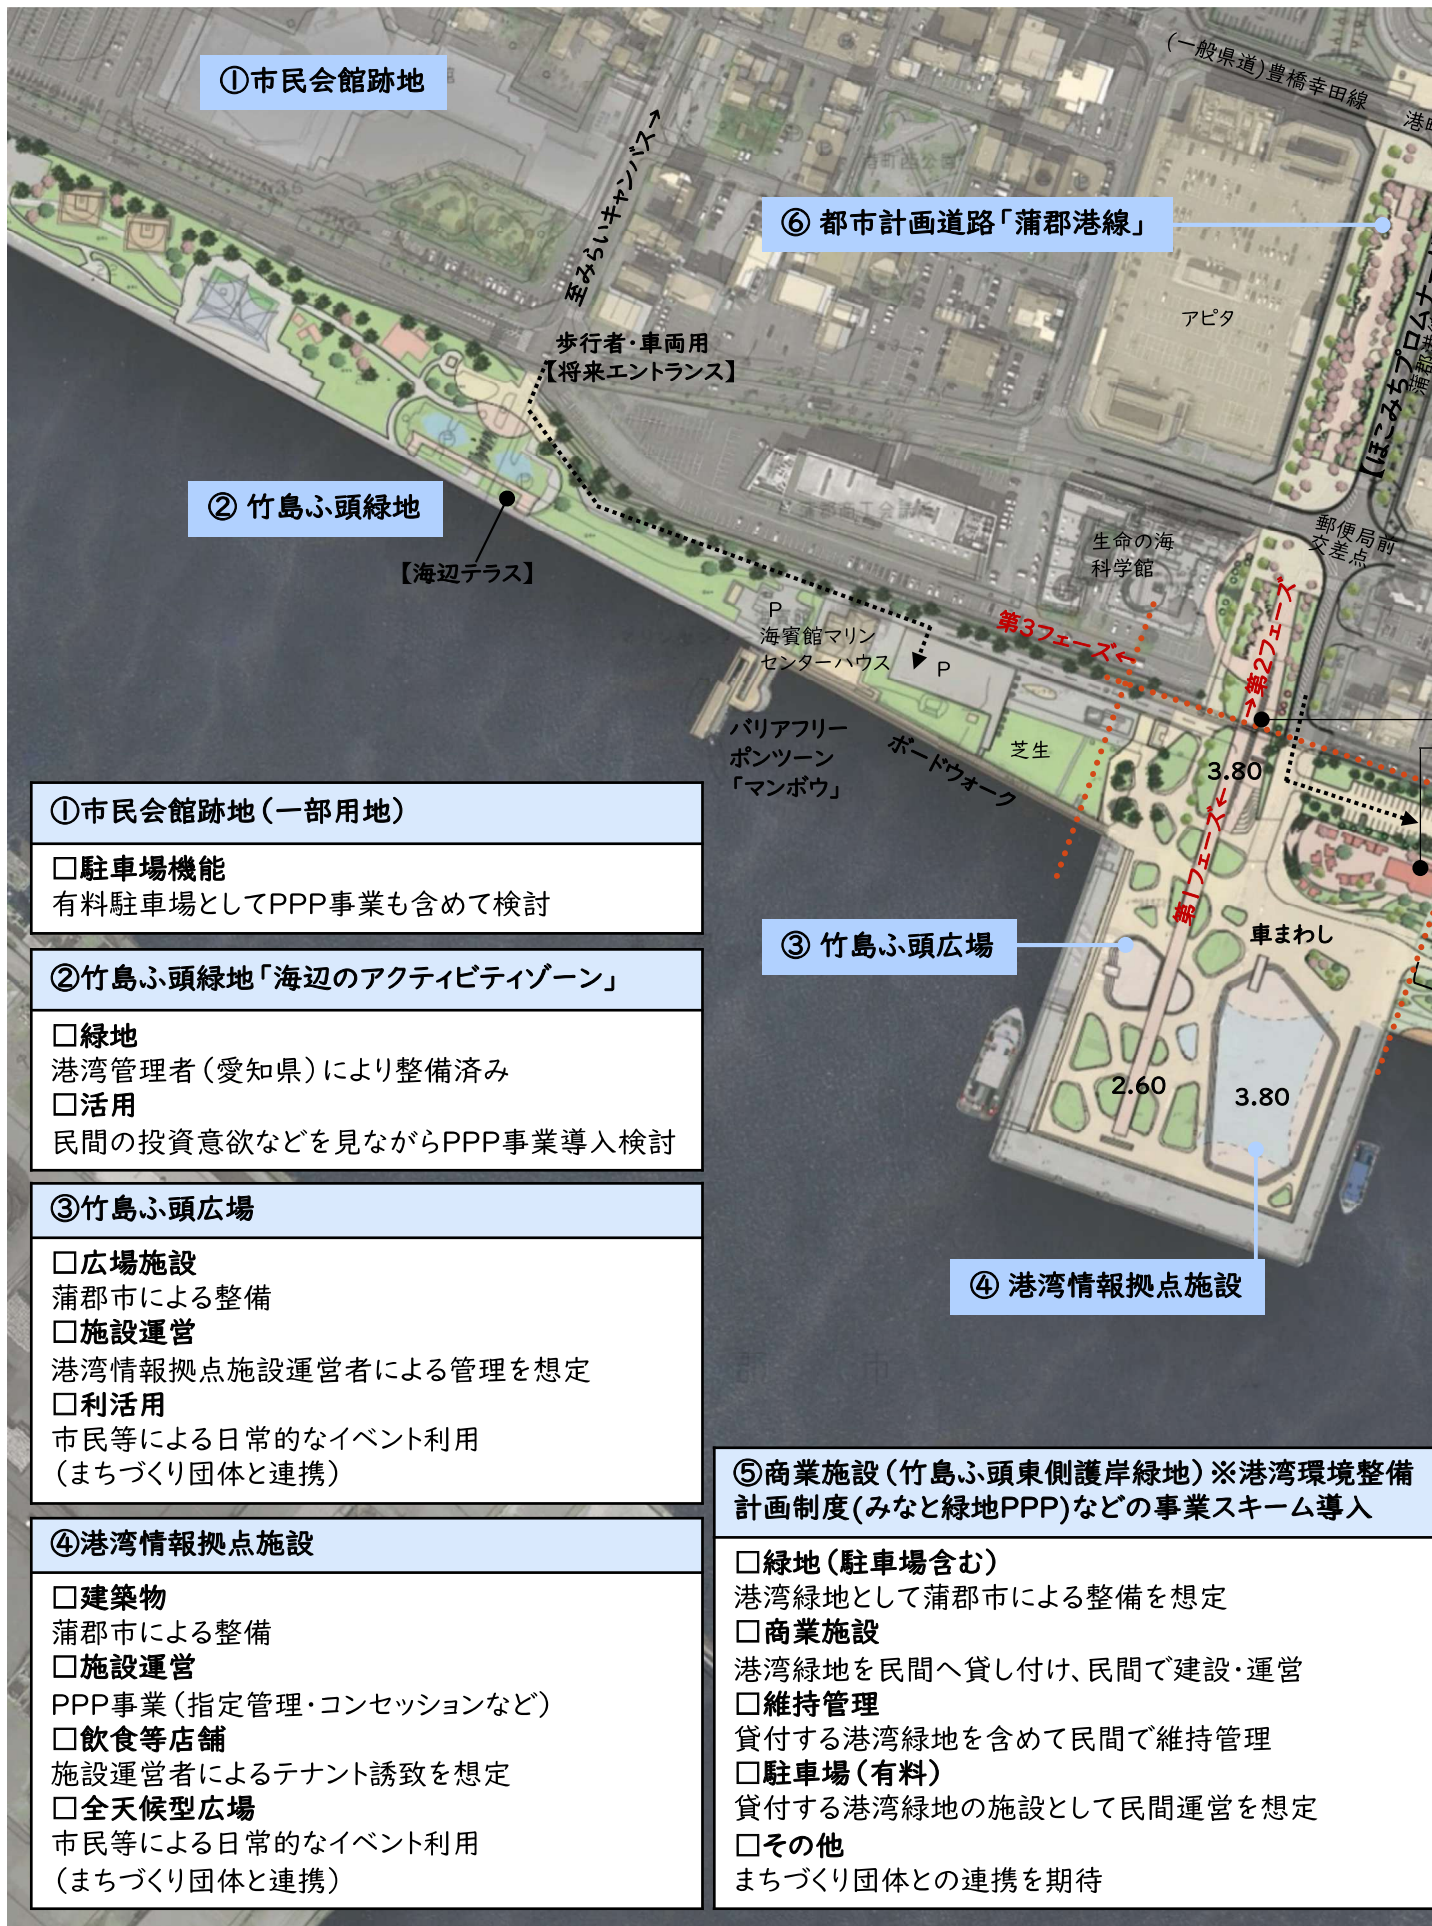 ①市民会館跡地
(一般県道)豊橋幸田線
港町
至みらいキャンバス→
⑥ 都市計画道路「蒲郡港線」
アピタ
歩行者・車両用
【将来エントランス】
【ほこみちプロムナー
② 竹島ふ頭緑地
【海辺テラス】
郵便局前
交差点
生命の海
科学館
第3フェーズ←
→第2フェーズ
P
海賓館マリン
センターハウス
P
バリアフリー
ポンツーン
「マンボウ」
ボードウォーク
芝生
3.80
第1フェーズ←
③ 竹島ふ頭広場
車まわし
2.60
3.80
④ 港湾情報拠点施設
①市民会館跡地（一部用地）
□駐車場機能
有料駐車場としてPPP事業も含めて検討
②竹島ふ頭緑地「海辺のアクティビティゾーン」
□緑地
港湾管理者（愛知県）により整備済み
□活用
民間の投資意欲などを見ながらPPP事業導入検討
③竹島ふ頭広場
□広場施設
蒲郡市による整備
□施設運営
港湾情報拠点施設運営者による管理を想定
□利活用
市民等による日常的なイベント利用
（まちづくり団体と連携）
④港湾情報拠点施設
□建築物
蒲郡市による整備
□施設運営
PPP事業（指定管理・コンセッションなど）
□飲食等店舗
施設運営者によるテナント誘致を想定
□全天候型広場
市民等による日常的なイベント利用
（まちづくり団体と連携）
⑤商業施設（竹島ふ頭東側護岸緑地）※港湾環境整備
計画制度(みなと緑地PPP)などの事業スキーム導入
□緑地（駐車場含む）
港湾緑地として蒲郡市による整備を想定
□商業施設
港湾緑地を民間へ貸し付け、民間で建設・運営
□維持管理
貸付する港湾緑地を含めて民間で維持管理
□駐車場（有料）
貸付する港湾緑地の施設として民間運営を想定
□その他
まちづくり団体との連携を期待